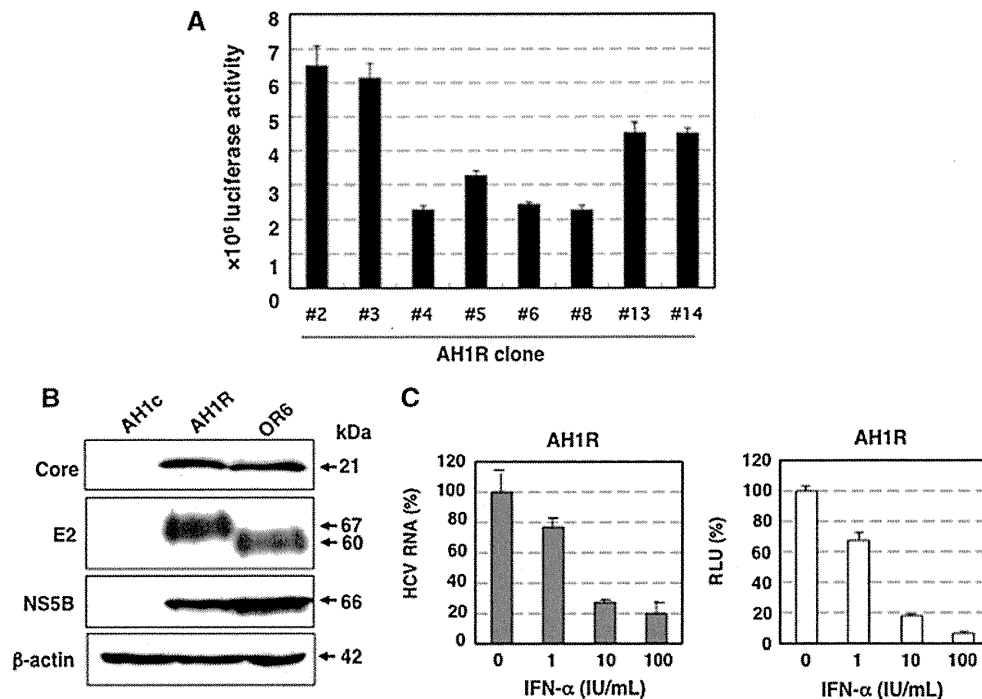 A
×10⁶ luciferase activity
8
7
6
5
4
3
2
1
0
#2 #3 #4 #5 #6 #8 #13 #14
AH1R clone
B
AH1c AH1R OR6 kDa
Core 21
E2 67
60
NS5B 66
β-actin 42
C
AH1R
HCV RNA (%)
120
100
80
60
40
20
0
0 1 10 100
IFN-α (IU/mL)
AH1R
RLU (%)
120
100
80
60
40
20
0
0 1 10 100
IFN-α (IU/mL)